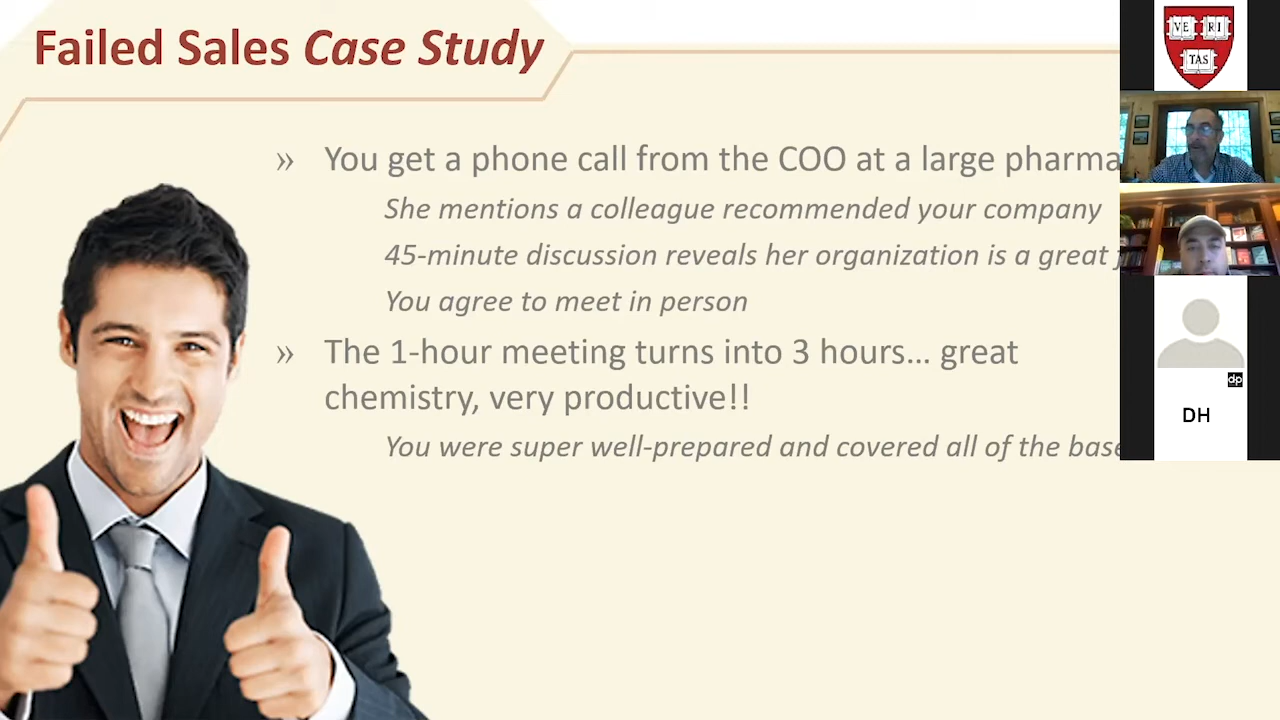 Failed Sales Case Study
» You get a phone call from the COO at a large pharma
She mentions a colleague recommended your company
45-minute discussion reveals her organization is a great
You agree to meet in person
» The 1-hour meeting turns into 3 hours... great
chemistry, very productive!!
You were super well-prepared and covered all of the
VE RI
TAS
dp
DH